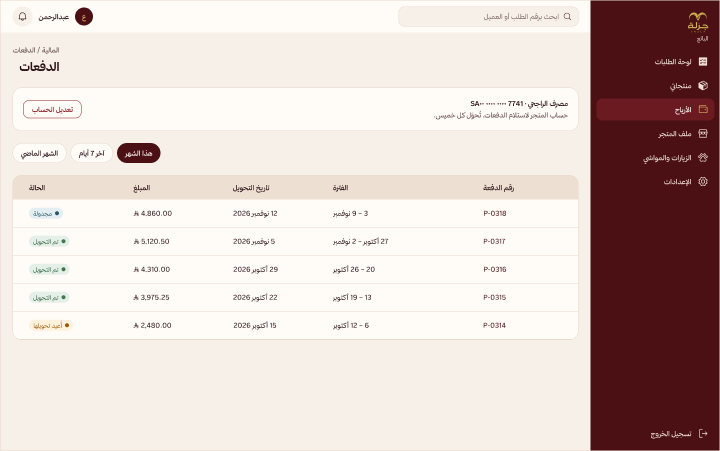 جزلة
البائع
لوحة الطلبات
منتجاتي
الأرباح
ملف المتجر
الزيارات والمواشي
الإعدادات
تسجيل الخروج
ابحث برقم الطلب أو العميل
ع
عبدالرحمن
المالية / الدفعات
الدفعات
مصرف الراجحي · SA•• •••• •••• 7741
حساب المتجر لاستلام الدفعات. تُحوّل كل خميس.
تعديل الحساب
هذا الشهر
آخر 7 أيام
الشهر الماضي
رقم الدفعة الفترة تاريخ التحويل المبلغ الحالة
P-0318 3 – 9 نوفمبر 12 نوفمبر 2026 4,860.00 مجدولة
P-0317 27 أكتوبر – 2 نوفمبر 5 نوفمبر 2026 5,120.50 تم التحويل
P-0316 20 – 26 أكتوبر 29 أكتوبر 2026 4,310.00 تم التحويل
P-0315 13 – 19 أكتوبر 22 أكتوبر 2026 3,975.25 تم التحويل
P-0314 6 – 12 أكتوبر 15 أكتوبر 2026 2,480.00 أُعيد تحويلها